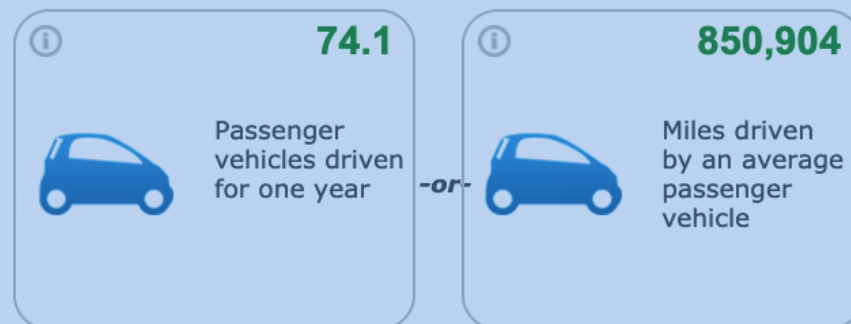 74.1
Passenger
vehicles driven
for one year
-or-
850,904
Miles driven
by an average
passenger
vehicle